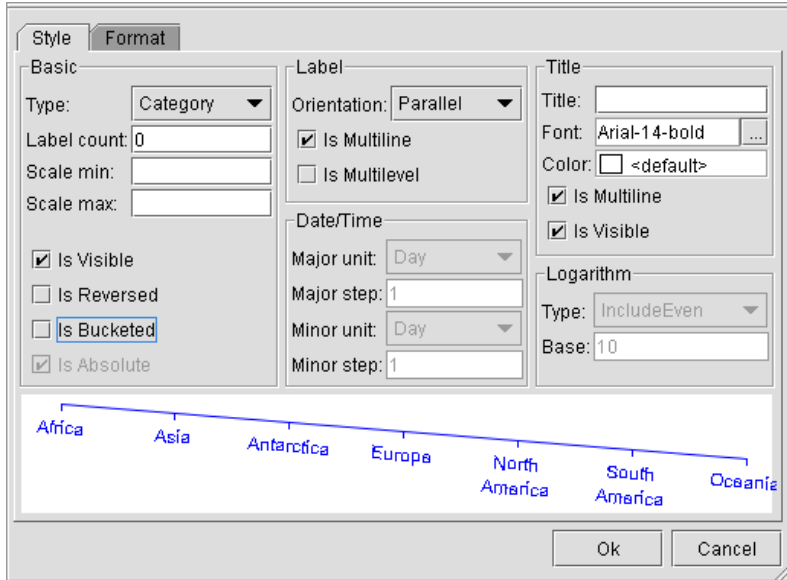 Style Format
Basic
Type: Category
Label count: 0
Scale min:
Scale max:
Is Visible
Is Reversed
Is Bucketed
Is Absolute
Label
Orientation: Parallel
Is Multiline
Is Multilevel
Date/Time
Major unit: Day
Major step: 1
Minor unit: Day
Minor step: 1
Title
Title:
Font: Arial-14-bold ...
Color: <default>
Is Multiline
Is Visible
Logarithm
Type: IncludeEven
Base: 10
Africa
Asia
Antarctica
Europe
North
America
South
America
Oceania
Ok Cancel